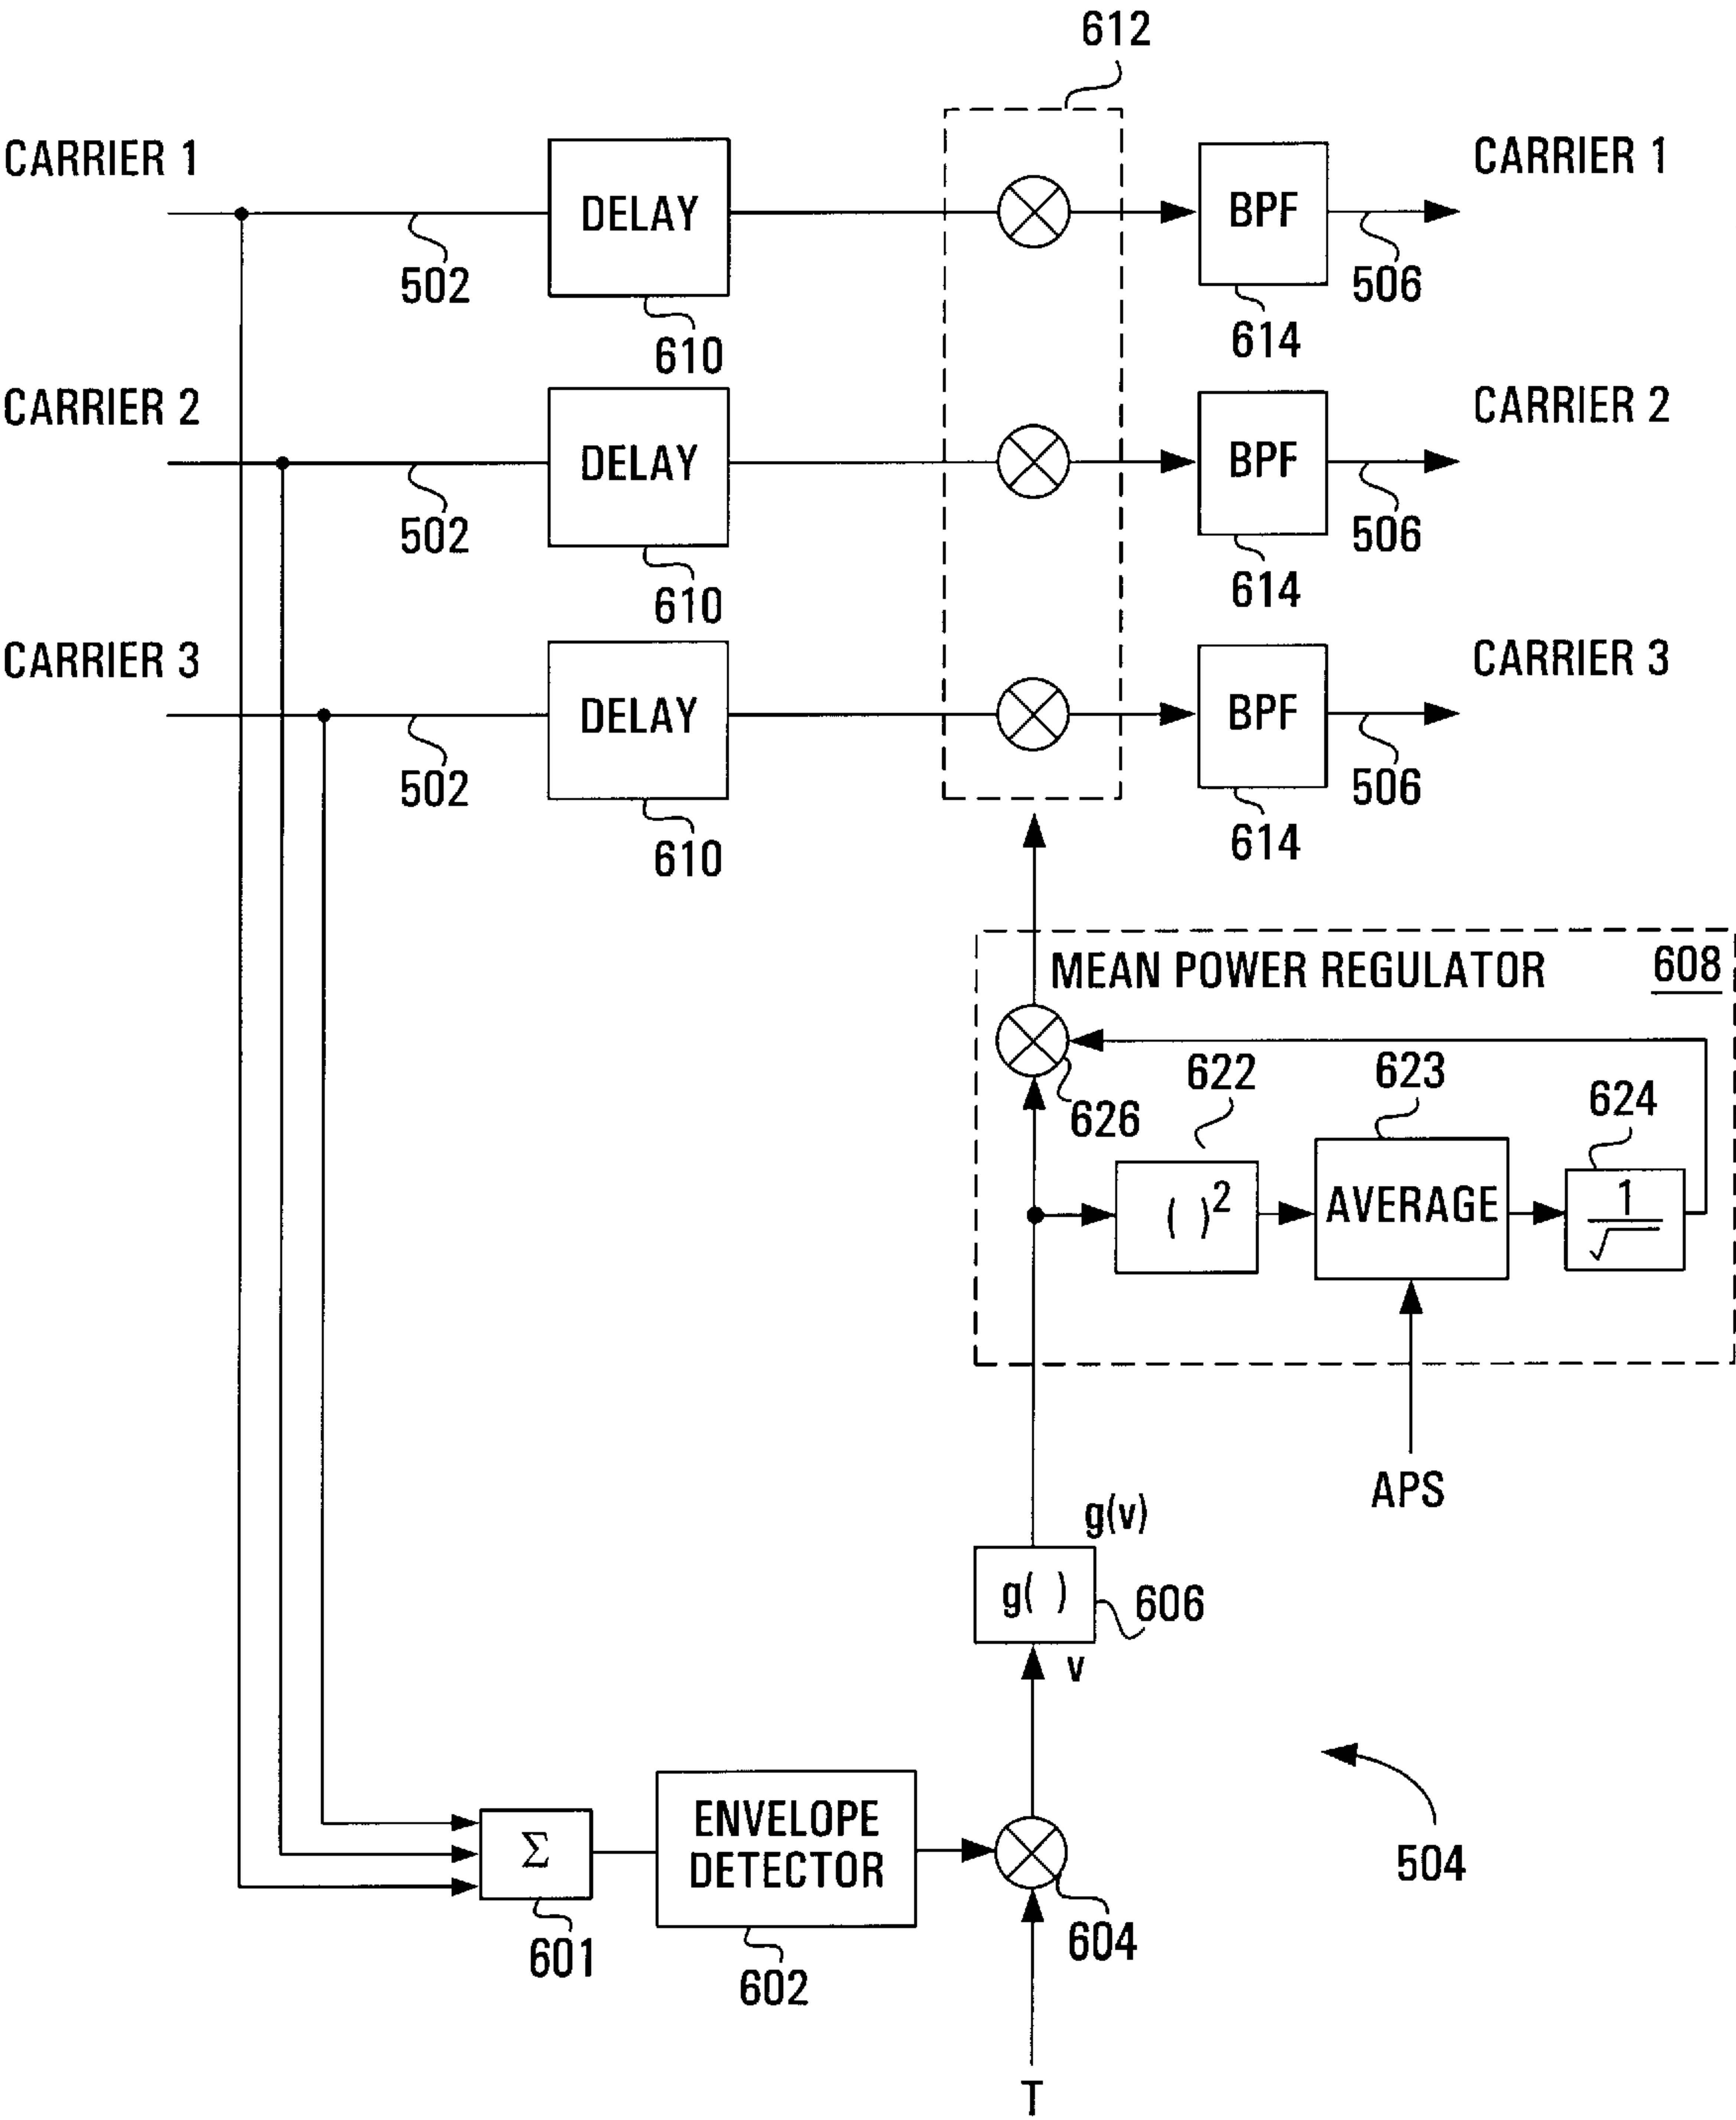 612
CARRIER 1
DELAY
BPF
CARRIER 1
502
610
614
506
CARRIER 2
DELAY
BPF
CARRIER 2
502
610
614
506
CARRIER 3
DELAY
BPF
CARRIER 3
502
610
614
506
MEAN POWER REGULATOR
608
626
622
623
624
( )²
AVERAGE
1
√
APS
g(v)
g( )
606
v
Σ
ENVELOPE
DETECTOR
601
602
604
504
T